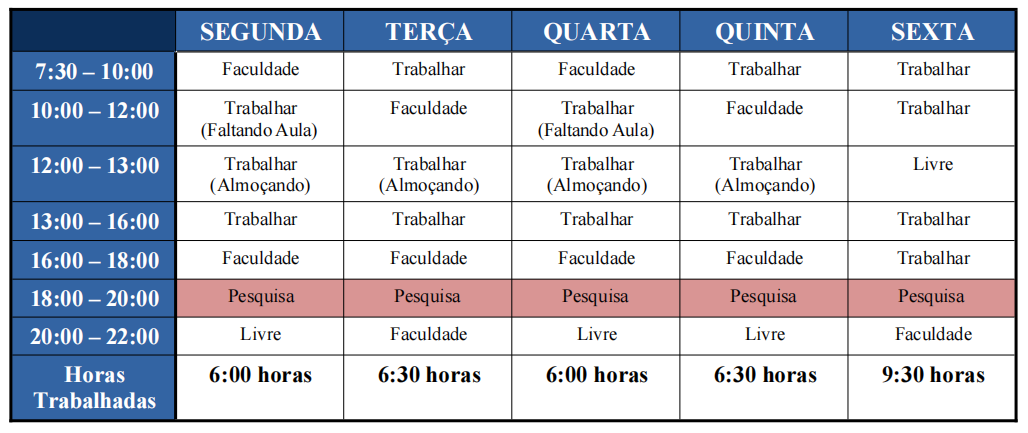 SEGUNDA TERÇA QUARTA QUINTA SEXTA
7:30 – 10:00 Faculdade Trabalhar Faculdade Trabalhar Trabalhar
10:00 – 12:00 Trabalhar Faculdade Trabalhar Faculdade Trabalhar
(Faltando Aula) (Faltando Aula)
12:00 – 13:00 Trabalhar Trabalhar Trabalhar Trabalhar Livre
(Almoçando) (Almoçando) (Almoçando) (Almoçando)
13:00 – 16:00 Trabalhar Trabalhar Trabalhar Trabalhar Trabalhar
16:00 – 18:00 Faculdade Faculdade Faculdade Faculdade Trabalhar
18:00 – 20:00 Pesquisa Pesquisa Pesquisa Pesquisa Pesquisa
20:00 – 22:00 Livre Faculdade Livre Livre Faculdade
Horas 6:00 horas 6:30 horas 6:00 horas 6:30 horas 9:30 horas
Trabalhadas